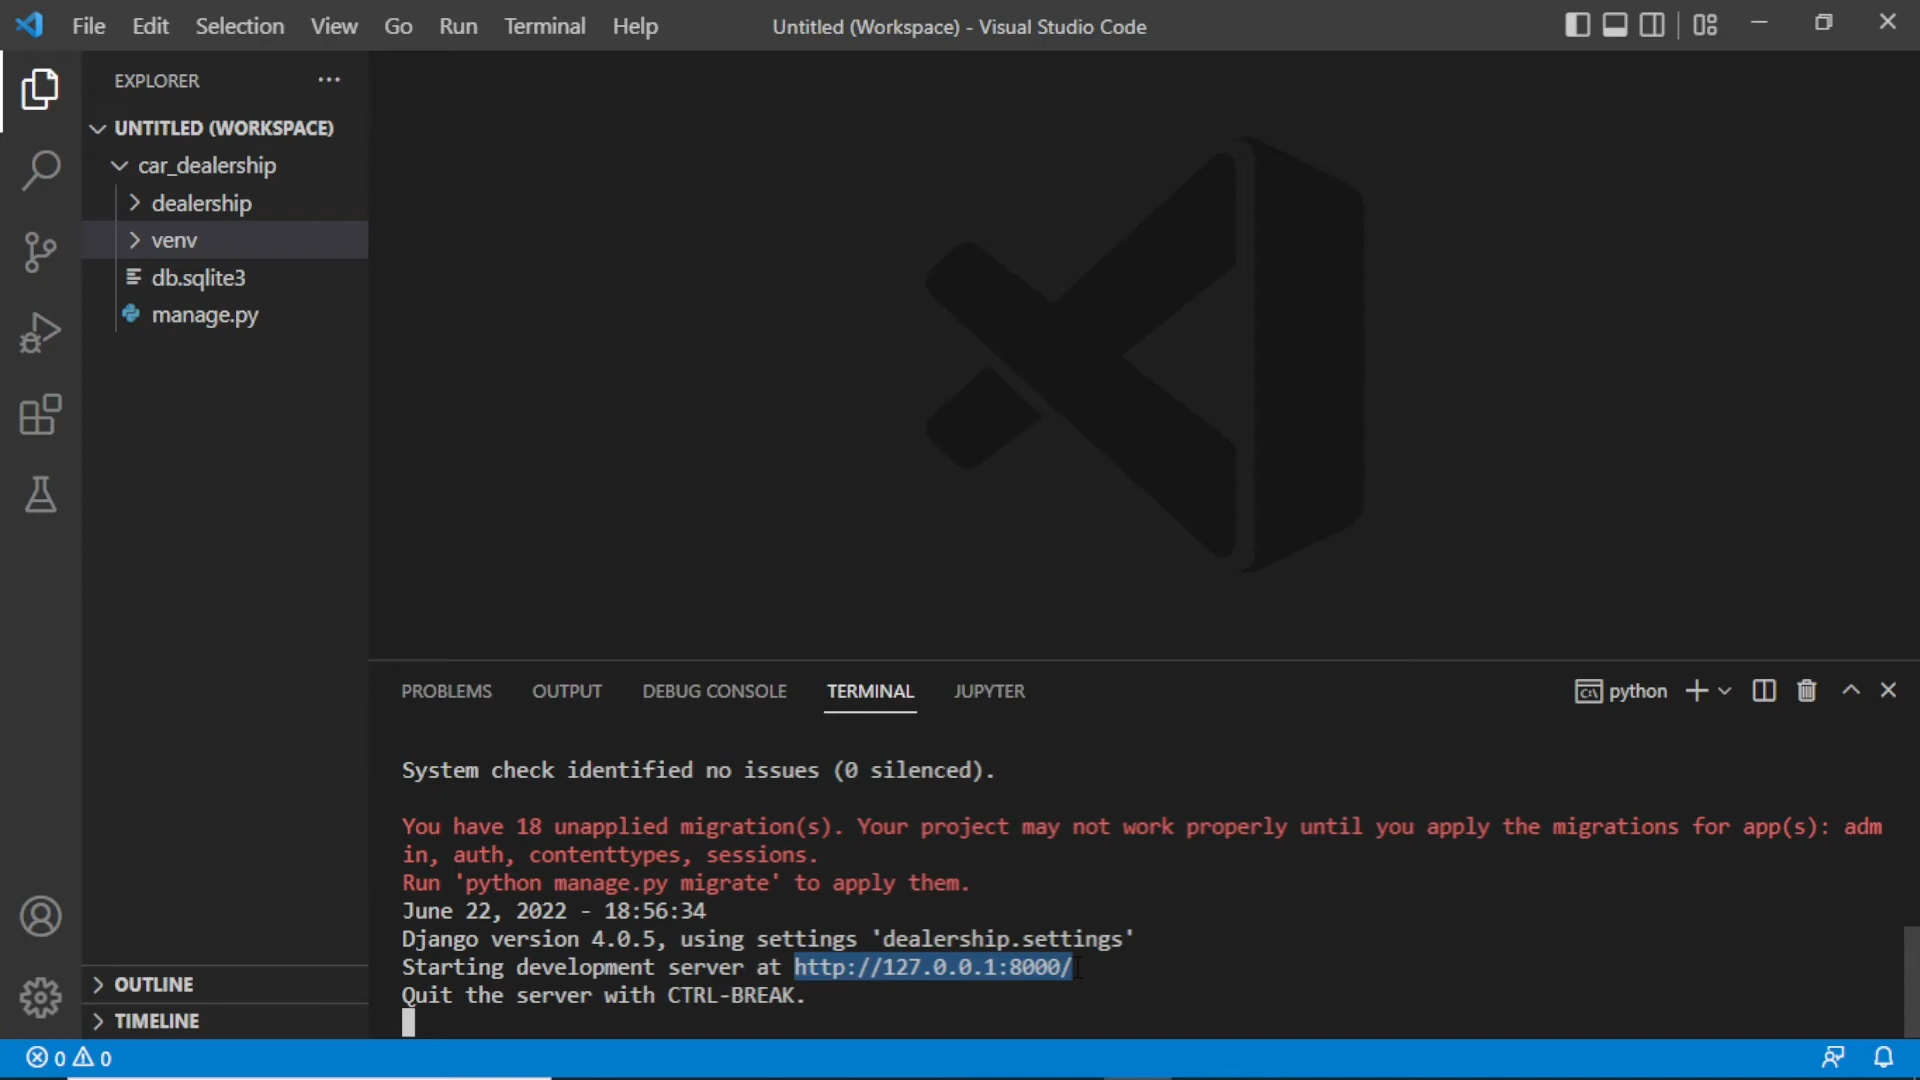 File Edit Selection View Go Run Terminal Help
Untitled (Workspace) - Visual Studio Code
EXPLORER
UNTITLED (WORKSPACE)
car_dealership
dealership
venv
db.sqlite3
manage.py
OUTLINE
TIMELINE
PROBLEMS OUTPUT DEBUG CONSOLE TERMINAL JUPYTER
python
System check identified no issues (0 silenced).
You have 18 unapplied migration(s). Your project may not work properly until you apply the migrations for app(s): adm
in, auth, contenttypes, sessions.
Run 'python manage.py migrate' to apply them.
June 22, 2022 - 18:56:34
Django version 4.0.5, using settings 'dealership.settings'
Starting development server at http://127.0.0.1:8000/
Quit the server with CTRL-BREAK.
0 0